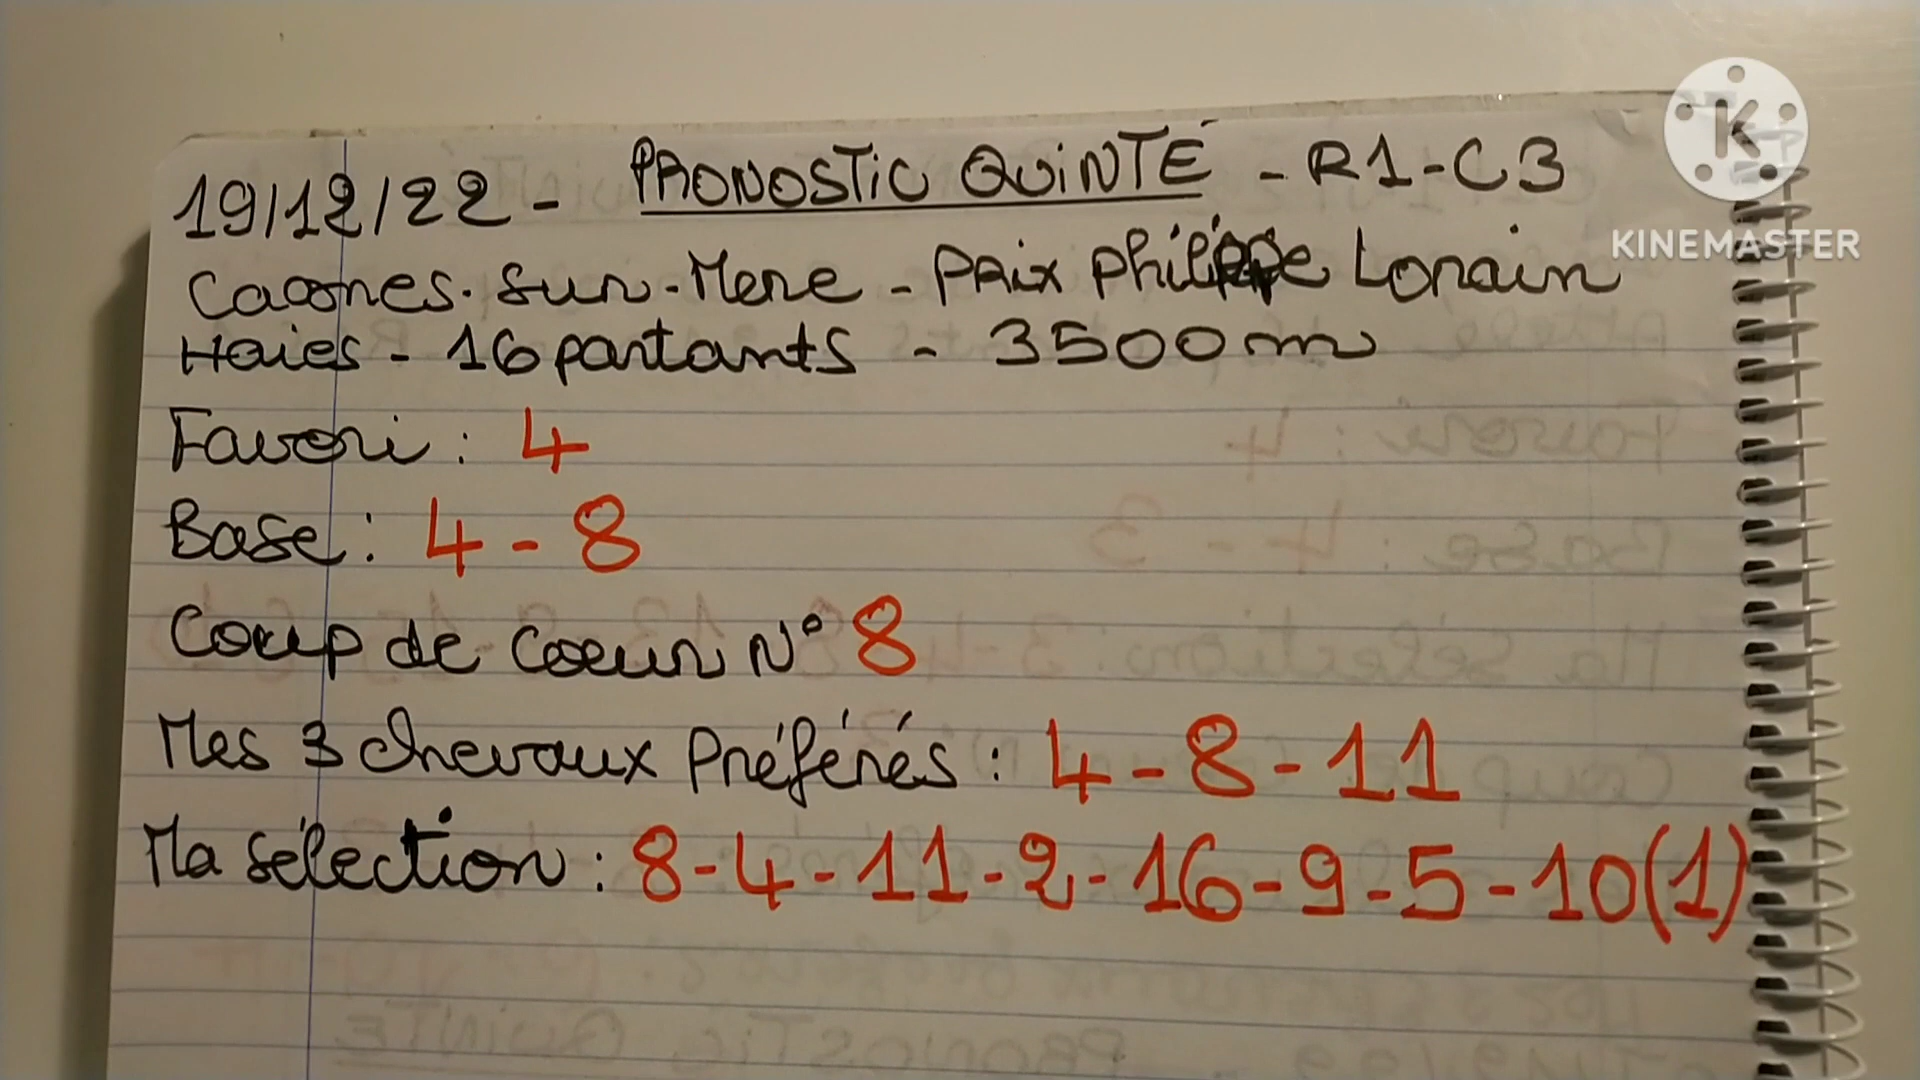 19/12/22 - PRONOSTIC QUINTÉ - R1-C3
Cagnes-Sur-Mere - PRix Philippe Lorain
Haies - 16 partants - 3500m
Favori : 4
Base : 4 - 8
Coup de Coeur N° 8
Mes 3 chevaux Préférés : 4 - 8 - 11
Ma sélection : 8 - 4 - 11 - 2 - 16 - 9 - 5 - 10 (1)
K
KINEMASTER